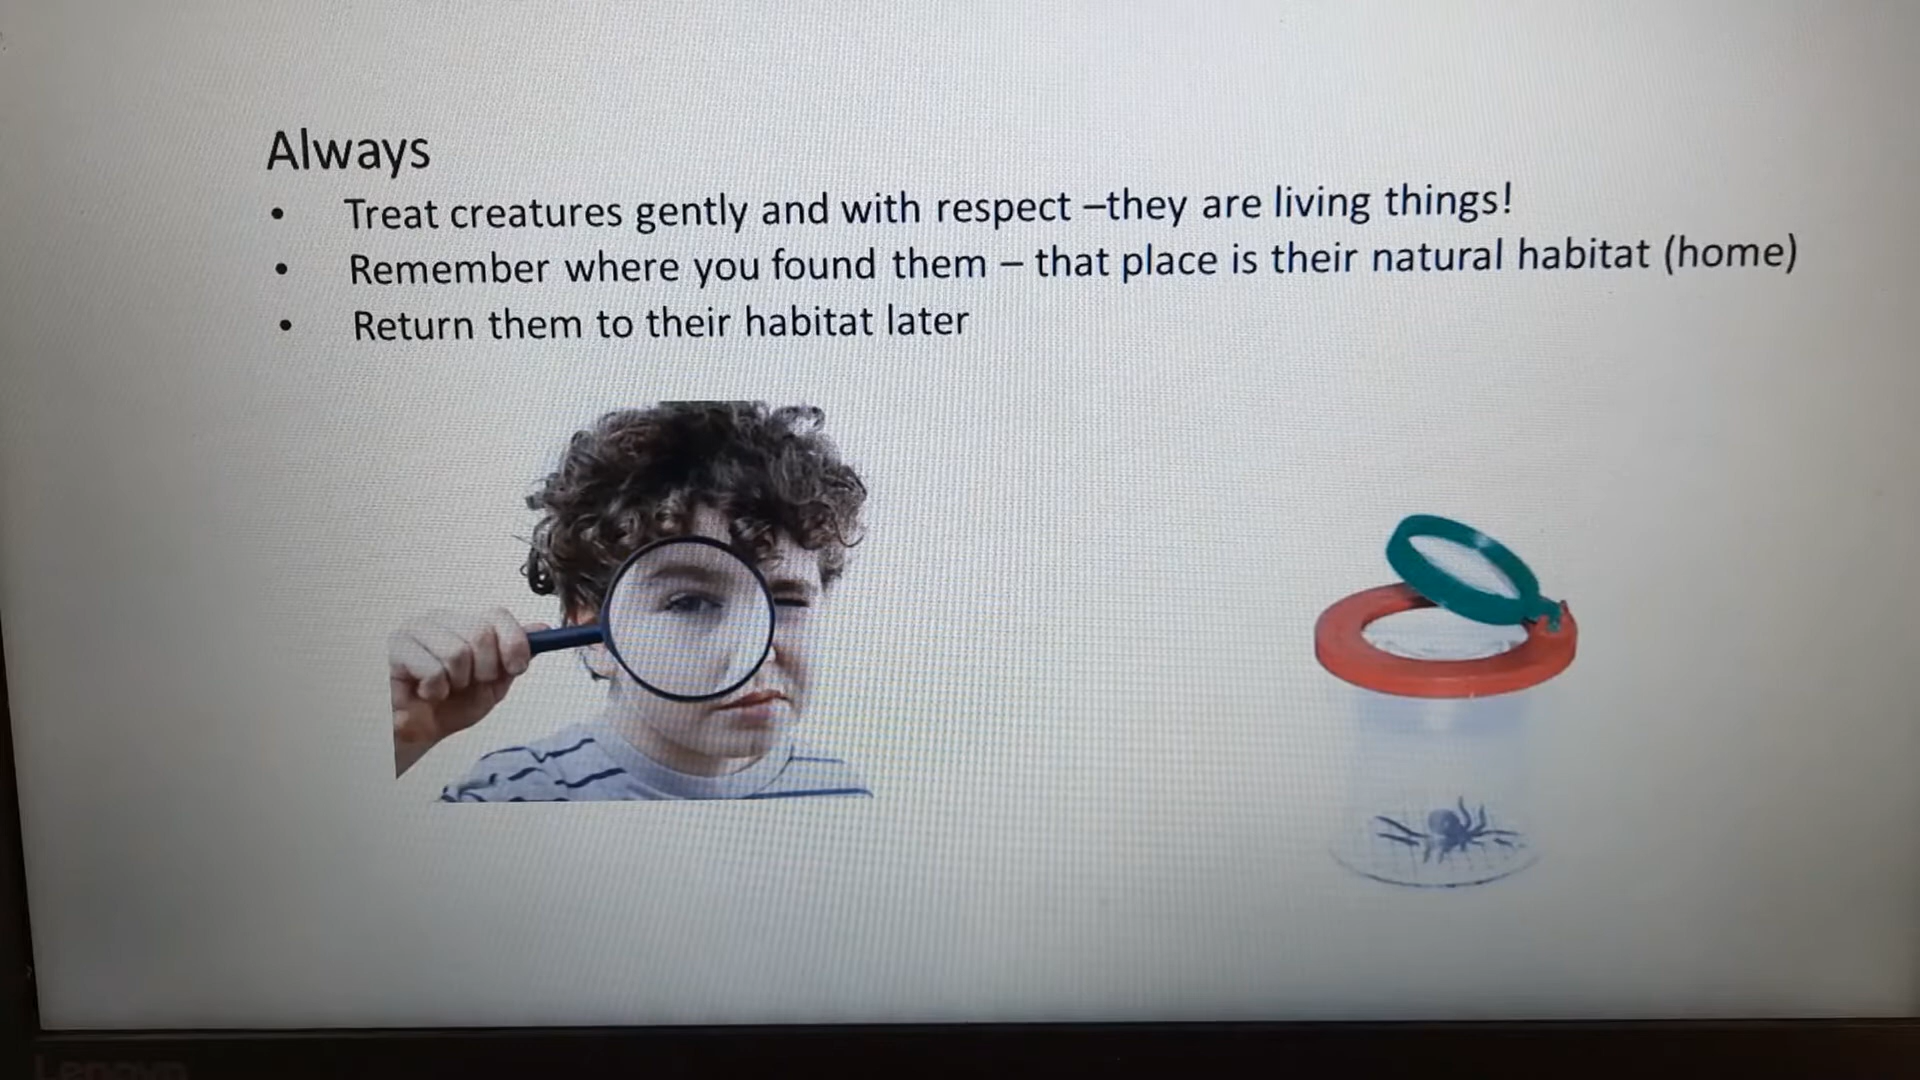 Always
• Treat creatures gently and with respect –they are living things!
• Remember where you found them – that place is their natural habitat (home)
• Return them to their habitat later
Lenovo